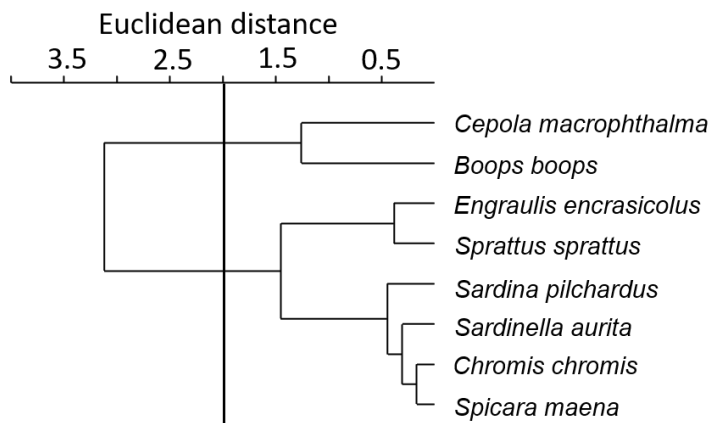 Euclidean distance
3.5 2.5 1.5 0.5
Cepola macrophthalma
Boops boops
Engraulis encrasicolus
Sprattus sprattus
Sardina pilchardus
Sardinella aurita
Chromis chromis
Spicara maena